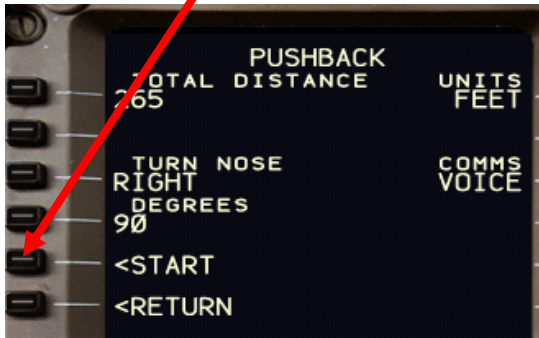 PUSHBACK
TOTAL DISTANCE UNITS
265 FEET
TURN NOSE COMMS
RIGHT VOICE
DEGREES
90
<START
<RETURN